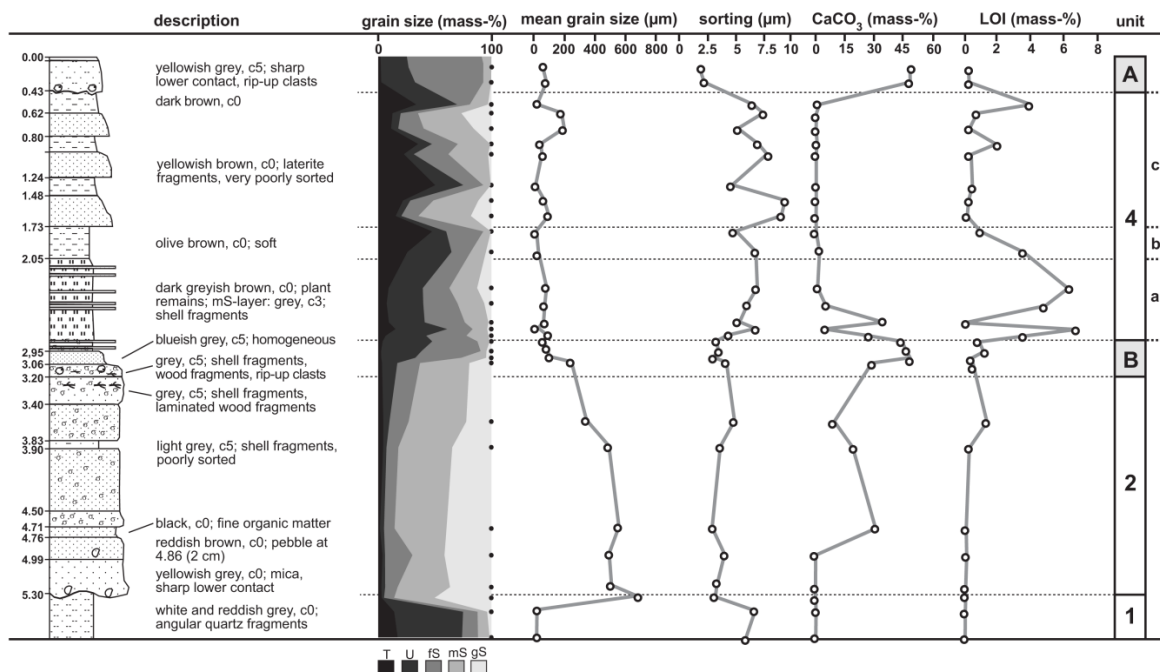 description
grain size (mass-%)
mean grain size (µm)
sorting (µm)
CaCO3 (mass-%)
LOI (mass-%)
unit
0 100
0 200 400 600 800
0 2.5 5 7.5 10
0 15 30 45 60
0 2 4 6 8
0.00
0.43
0.62
0.80
1.24
1.48
1.73
2.05
2.95
3.06
3.20
3.40
3.83
3.90
4.50
4.71
4.76
4.99
5.30
yellowish grey, c5; sharp
lower contact, rip-up clasts
dark brown, c0
yellowish brown, c0; laterite
fragments, very poorly sorted
olive brown, c0; soft
dark greyish brown, c0; plant
remains; mS-layer: grey, c3;
shell fragments
blueish grey, c5; homogeneous
grey, c5; shell fragments,
wood fragments, rip-up clasts
grey, c5; shell fragments,
laminated wood fragments
light grey, c5; shell fragments,
poorly sorted
black, c0; fine organic matter
reddish brown, c0; pebble at
4.86 (2 cm)
yellowish grey, c0; mica,
sharp lower contact
white and reddish grey, c0;
angular quartz fragments
A
4
c
b
a
B
2
1
T U fS mS gS